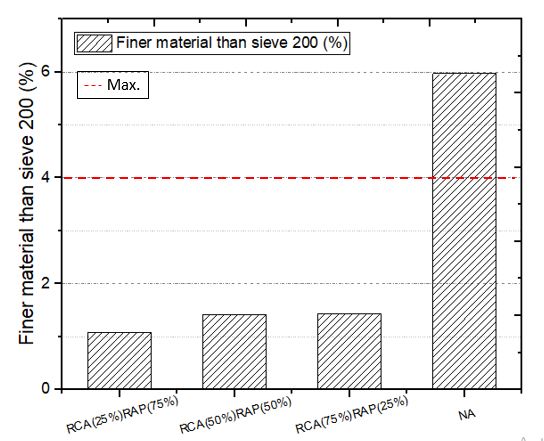 Finer material than sieve 200 (%)
Max.
Finer material than sieve 200 (%)
6
4
2
0
RCA(25%)RAP(75%)
RCA(50%)RAP(50%)
RCA(75%)RAP(25%)
NA